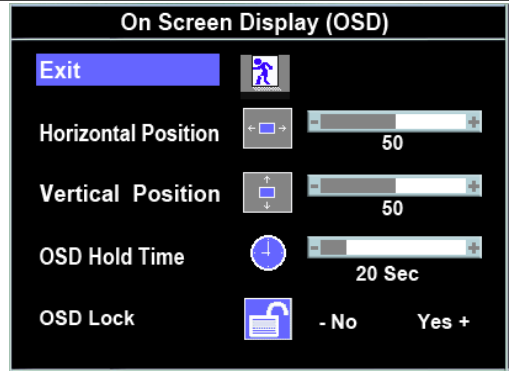 On Screen Display (OSD)
Exit
Horizontal Position
- +
50
Vertical Position
- +
50
OSD Hold Time
- +
20 Sec
OSD Lock - No Yes +